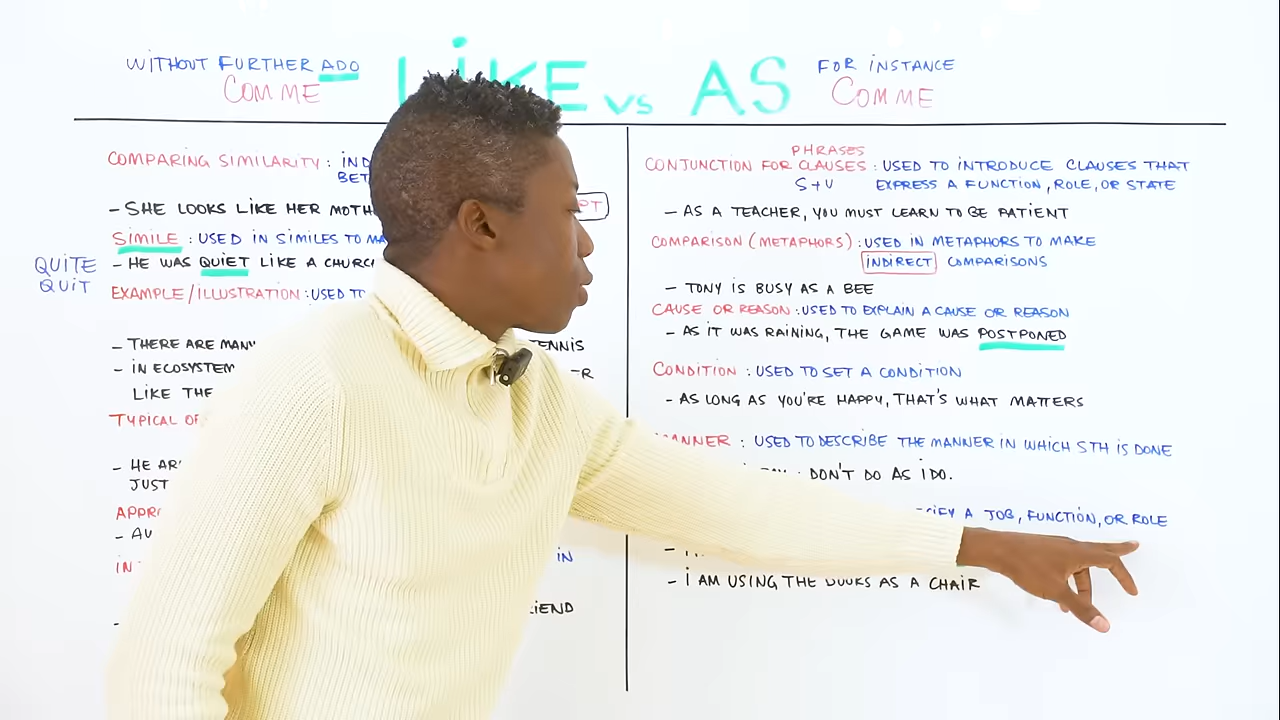 WITHOUT FURTHER ADO
COMME
LIKE vs AS
FOR INSTANCE
COMME
COMPARING SIMILARITY : IND
BET
- SHE LOOKS LIKE HER MOTH
PT
SIMILE : USED IN SIMILES TO MA
- HE WAS QUIET LIKE A CHURC
QUITE
QUIT
EXAMPLE/ILLUSTRATION : USED TO
- THERE ARE MANY
TENNIS
- IN ECOSYSTEM
LIKE THE
TYPICAL OF
- HE AR
JUST
APPR
- AU
IN
IN
IEND
PHRASES
CONJUNCTION FOR CLAUSES : USED TO INTRODUCE CLAUSES THAT
S + V EXPRESS A FUNCTION, ROLE, OR STATE
- AS A TEACHER, YOU MUST LEARN TO BE PATIENT
COMPARISON (METAPHORS) : USED IN METAPHORS TO MAKE
INDIRECT COMPARISONS
- TONY IS BUSY AS A BEE
CAUSE OR REASON : USED TO EXPLAIN A CAUSE OR REASON
- AS IT WAS RAINING, THE GAME WAS POSTPONED
CONDITION : USED TO SET A CONDITION
- AS LONG AS YOU'RE HAPPY, THAT'S WHAT MATTERS
MANNER : USED TO DESCRIBE THE MANNER IN WHICH STH IS DONE
DON'T DO AS I DO.
IFY A JOB, FUNCTION, OR ROLE
- I AM USING THE BOOKS AS A CHAIR